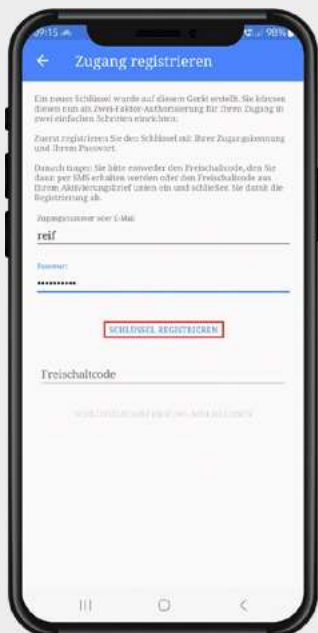 09:15
98%
Zugang registrieren
Ein neuer Schlüssel wurde auf diesem Gerät erstellt. Sie können
diesen nun als Zwei-Faktor-Authorisierung für Ihren Zugang in
zwei einfachen Schritten einrichten:
Zuerst registrieren Sie den Schlüssel mit Ihrer Zugangskennung
und Ihrem Passwort.
Danach tragen Sie bitte entweder den Freischaltcode, den Sie
dann per SMS erhalten werden oder den Freischaltcode aus
Ihrem Aktivierungsbrief unten ein und schließen Sie damit die
Registrierung ab.
Zugangsnummer oder E-Mail
reif
Passwort
••••••••••
SCHLÜSSEL REGISTRIEREN
Freischaltcode